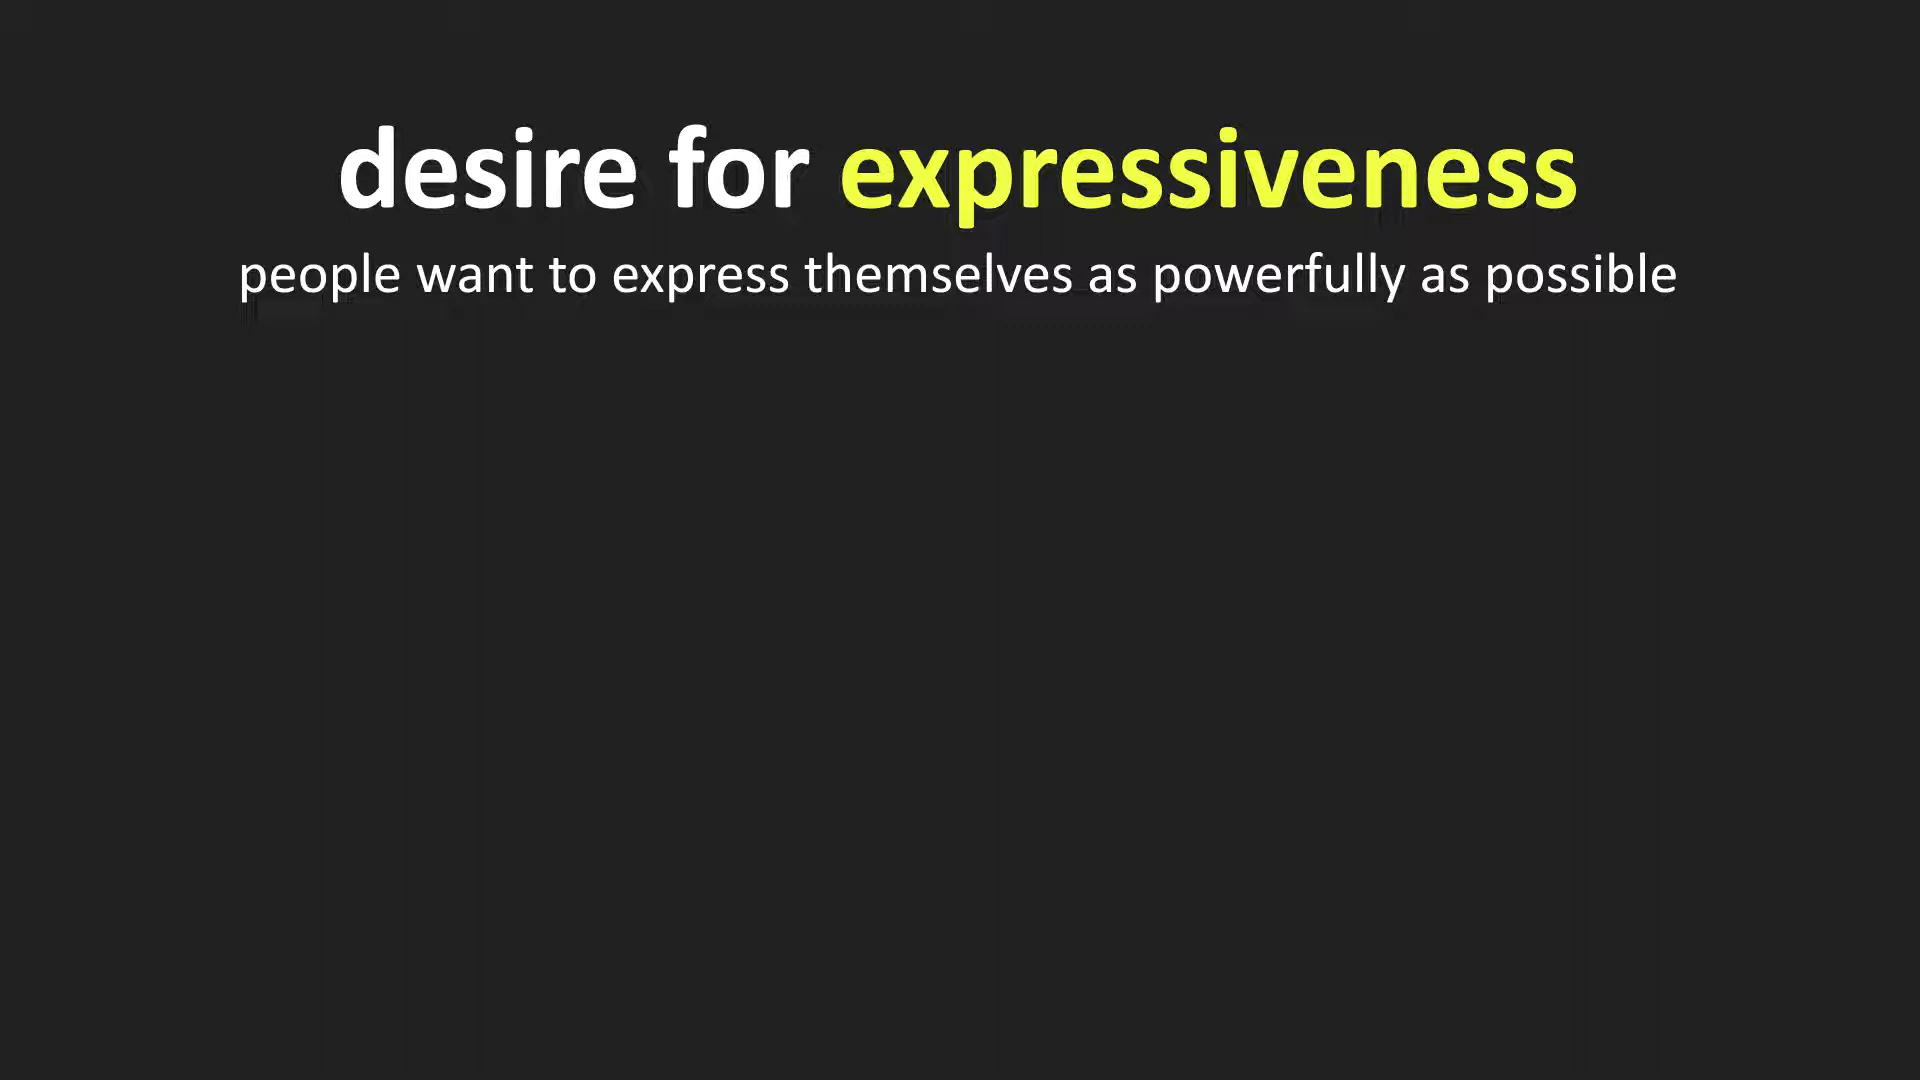 desire for expressiveness
people want to express themselves as powerfully as possible